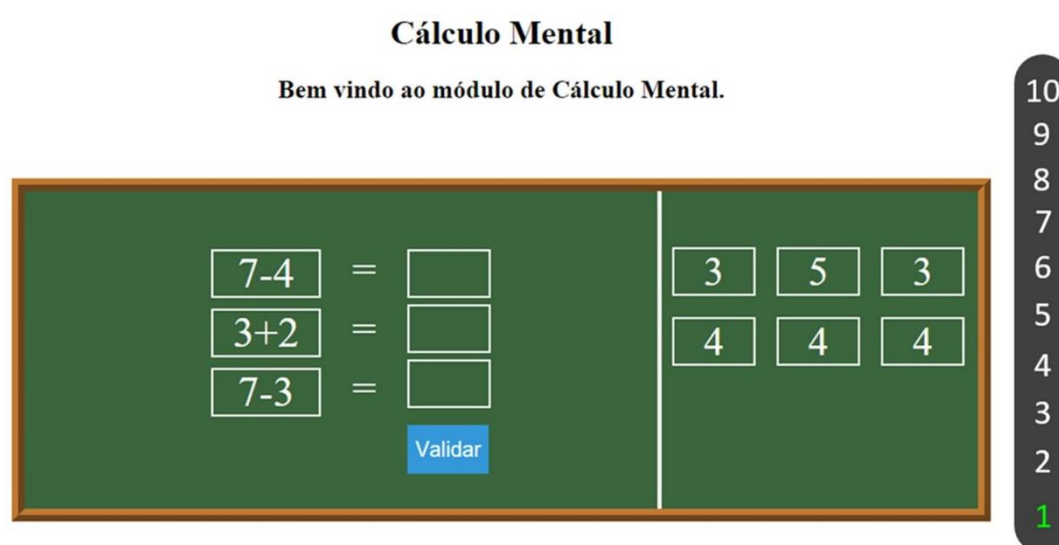 Cálculo Mental
Bem vindo ao módulo de Cálculo Mental.
7-4 =
3+2 =
7-3 =
Validar
3 5 3
4 4 4
10
9
8
7
6
5
4
3
2
1